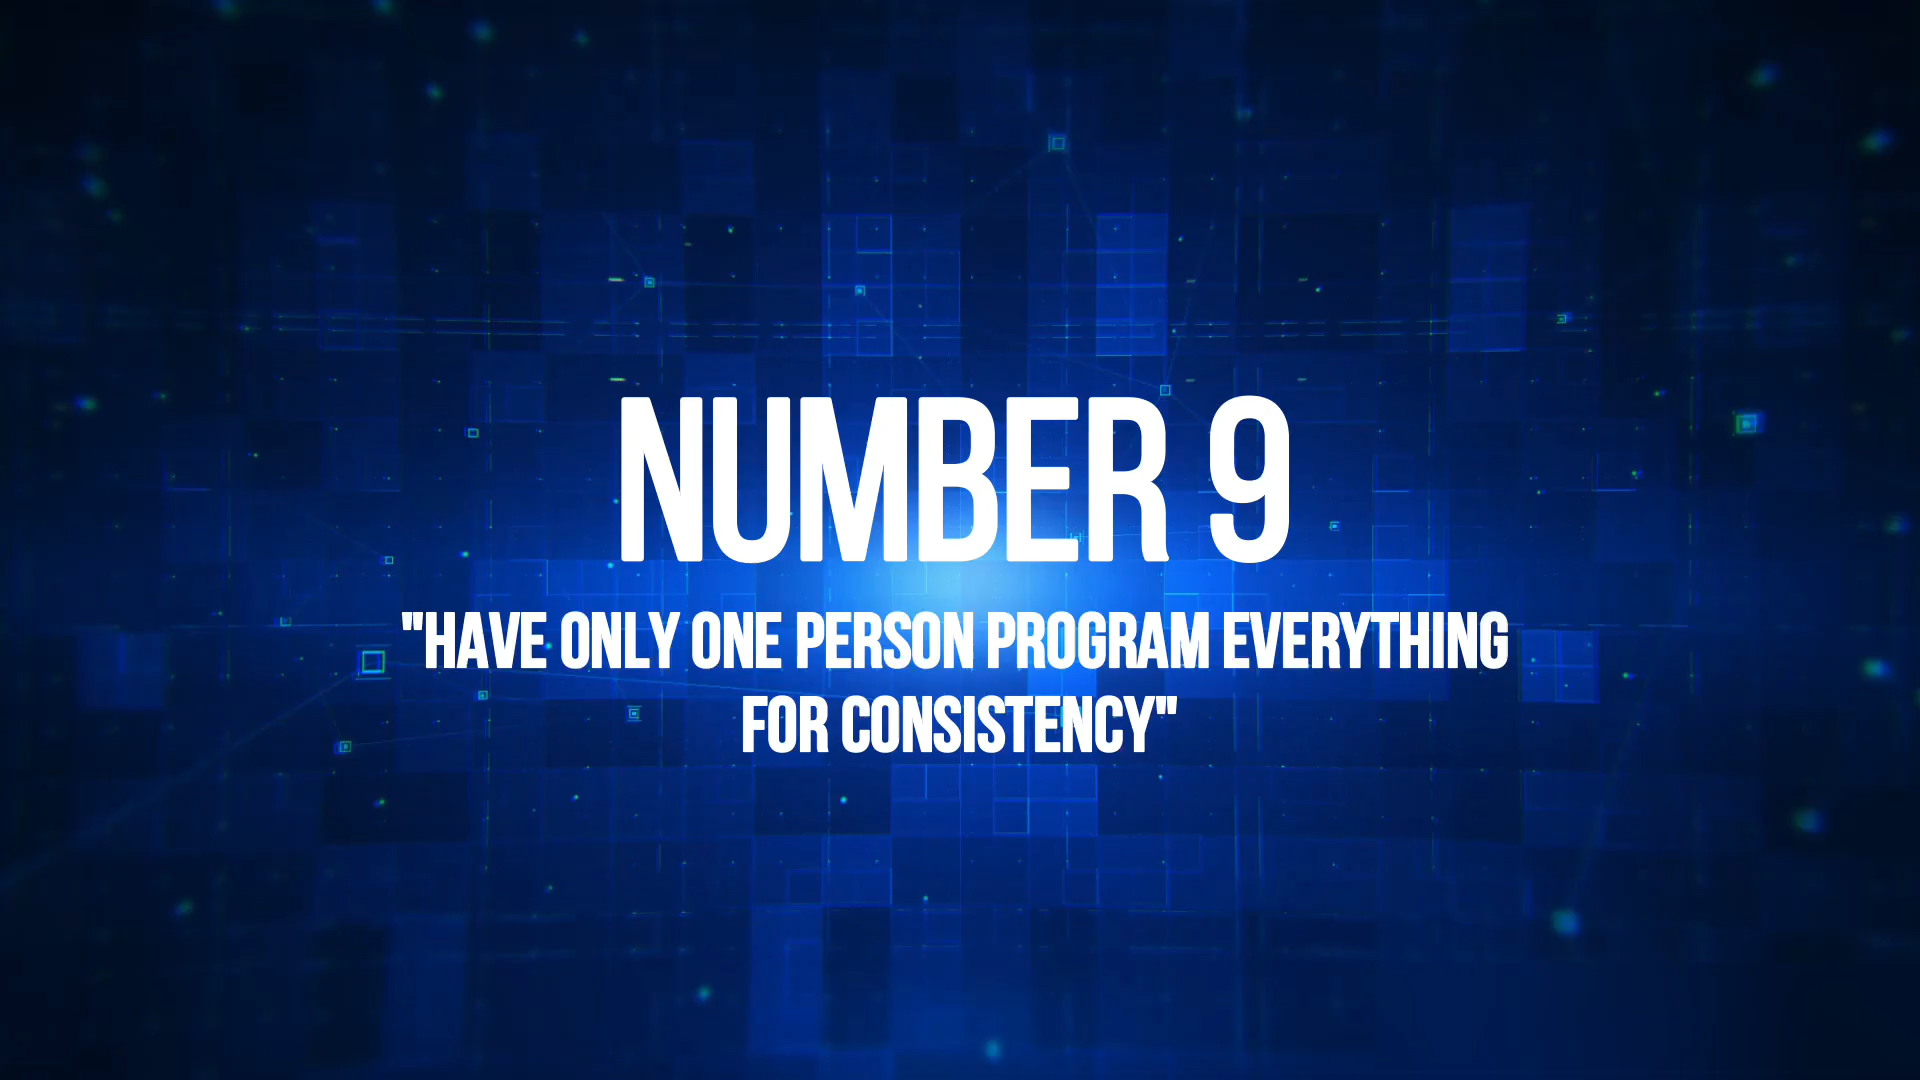 NUMBER 9
"HAVE ONLY ONE PERSON PROGRAM EVERYTHING
FOR CONSISTENCY"